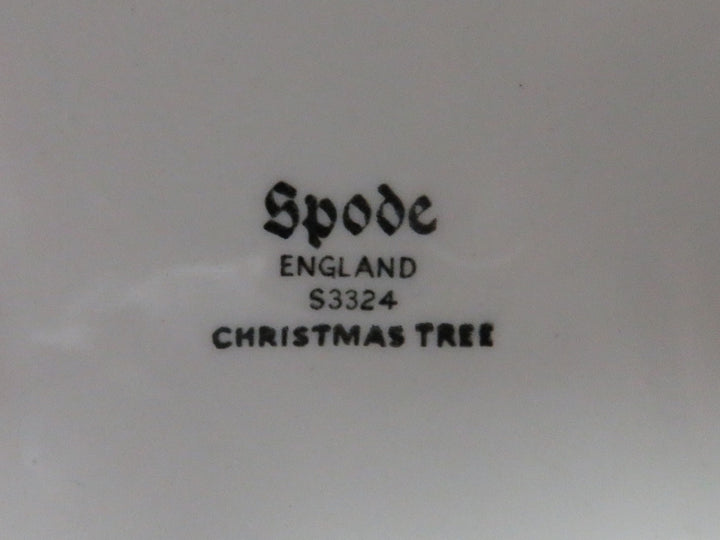 Spode
ENGLAND
S3324
CHRISTMAS TREE